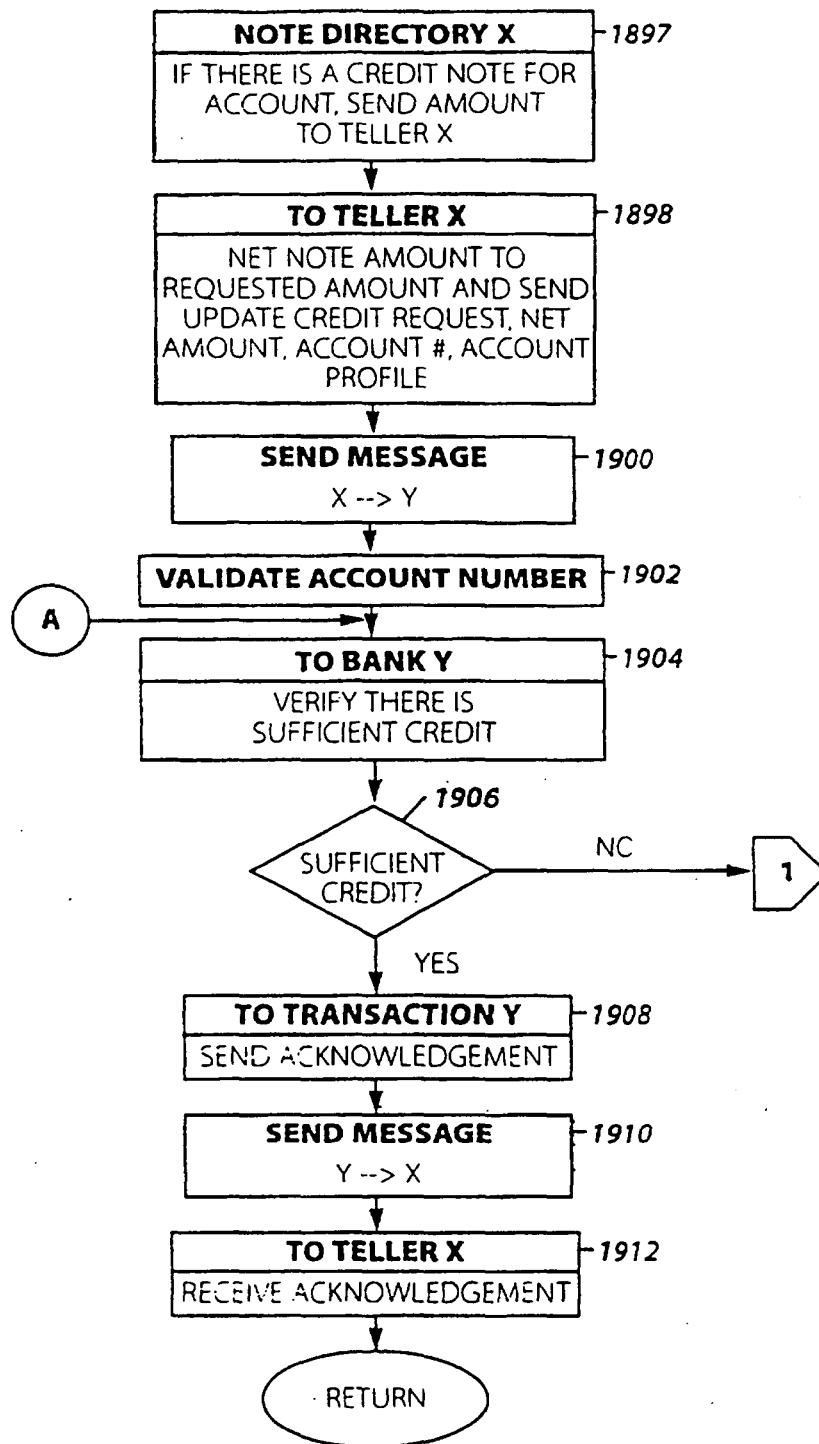 NOTE DIRECTORY X
1897
IF THERE IS A CREDIT NOTE FOR
ACCOUNT, SEND AMOUNT
TO TELLER X
TO TELLER X
1898
NET NOTE AMOUNT TO
REQUESTED AMOUNT AND SEND
UPDATE CREDIT REQUEST, NET
AMOUNT, ACCOUNT #, ACCOUNT
PROFILE
SEND MESSAGE
1900
X --> Y
VALIDATE ACCOUNT NUMBER
1902
A
TO BANK Y
1904
VERIFY THERE IS
SUFFICIENT CREDIT
1906
SUFFICIENT
CREDIT?
NC
1
YES
TO TRANSACTION Y
1908
SEND ACKNOWLEDGEMENT
SEND MESSAGE
1910
Y --> X
TO TELLER X
1912
RECEIVE ACKNOWLEDGEMENT
RETURN